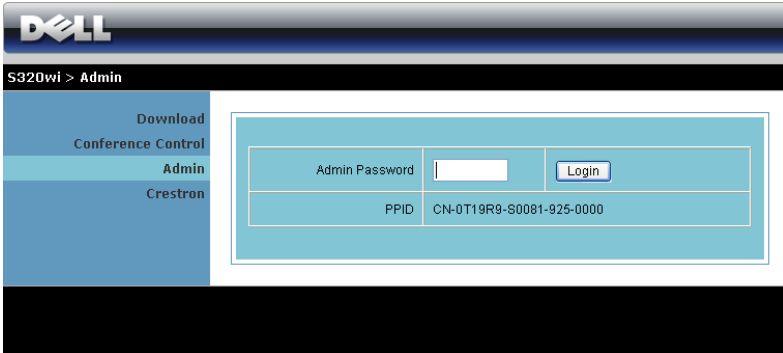 DELL
S320wi > Admin
Download
Conference Control
Admin
Crestron
Admin Password
Login
PPID
CN-0T19R9-S0081-925-0000